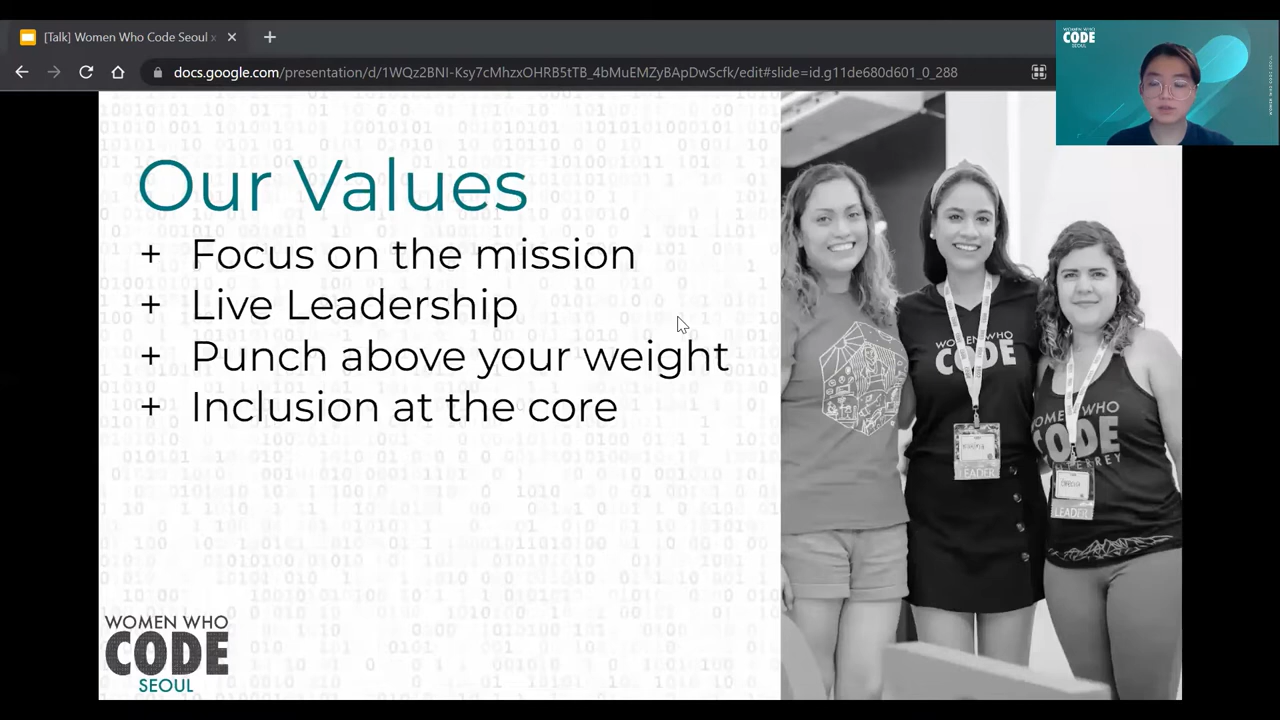 [Talk] Women Who Code Seoul x
docs.google.com/presentation/d/1WQz2BNI-Ksy7cMhzxOHRB5tTB_4bMuEMZyBApDwScfk/edit#slide=id.g11de680d601_0_288
WOMEN WHO
CODE
SEOUL
Our Values
+ Focus on the mission
+ Live Leadership
+ Punch above your weight
+ Inclusion at the core
WOMEN WHO
CODE
LEADER
WOMEN WHO
CODE
LEADER
WOMEN WHO
CODE
SEOUL